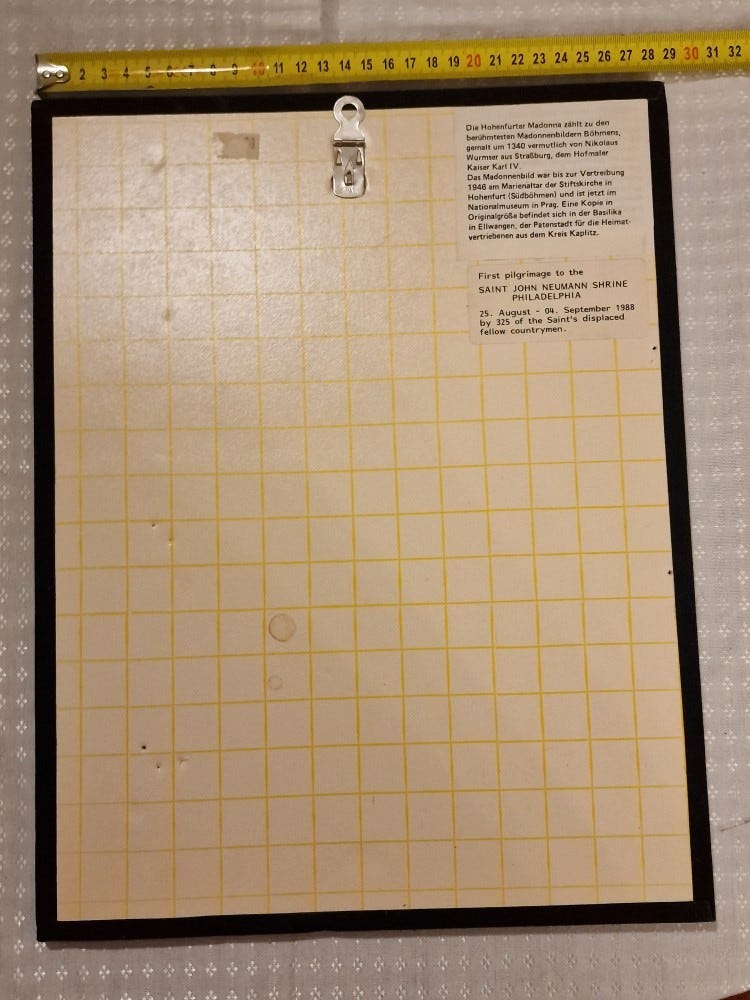 2 3 4 5 6 7 8 9 10 11 12 13 14 15 16 17 18 19 20 21 22 23 24 25 26 27 28 29 30 31 32
Die Hohenfurter Madonna zählt zu den
berühmtesten Madonnenbildern Böhmens,
gemalt um 1340 vermutlich von Nikolaus
Wurmser aus Straßburg, dem Hofmaler
Kaiser Karl IV.
Das Madonnenbild war bis zur Vertreibung
1946 am Marienaltar der Stiftskirche in
Hohenfurt (Südböhmen) und ist jetzt im
Nationalmuseum in Prag. Eine Kopie in
Originalgröße befindet sich in der Basilika
in Ellwangen, der Patenstadt für die Heimat-
vertriebenen aus dem Kreis Kaplitz.
First pilgrimage to the
SAINT JOHN NEUMANN SHRINE
PHILADELPHIA
25. August - 04. September 1988
by 325 of the Saint's displaced
fellow countrymen.